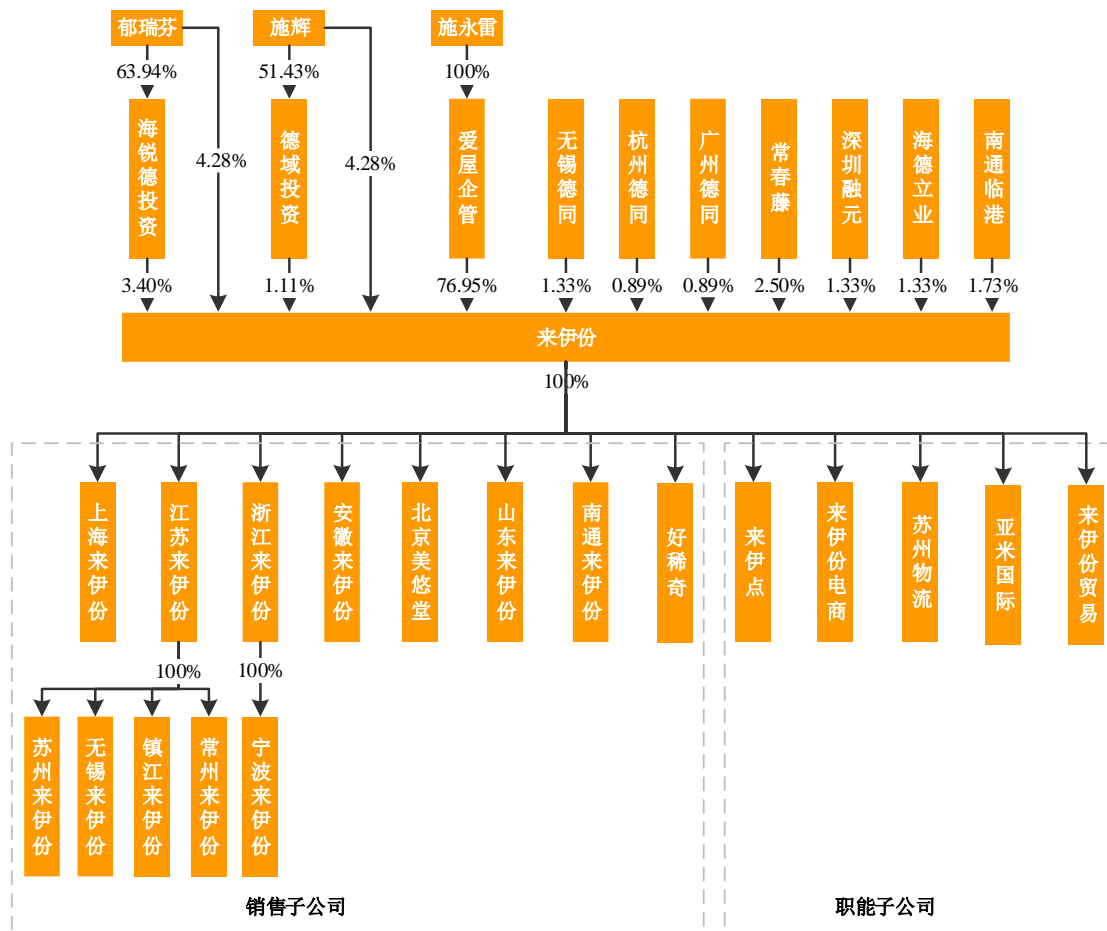 郁瑞芬
施辉
施永雷
63.94%
51.43%
100%
海锐德投资
4.28%
德域投资
4.28%
爱屋企管
无锡德同
杭州德同
广州德同
常春藤
深圳融元
海德立业
南通临港
3.40%
1.11%
76.95%
1.33%
0.89%
0.89%
2.50%
1.33%
1.33%
1.73%
来伊份
100%
上海来伊份
江苏来伊份
浙江来伊份
安徽来伊份
北京美悠堂
山东来伊份
南通来伊份
好稀奇
来伊点
来伊份电商
苏州物流
亚米国际
来伊份贸易
100%
100%
苏州来伊份
无锡来伊份
镇江来伊份
常州来伊份
宁波来伊份
销售子公司
职能子公司